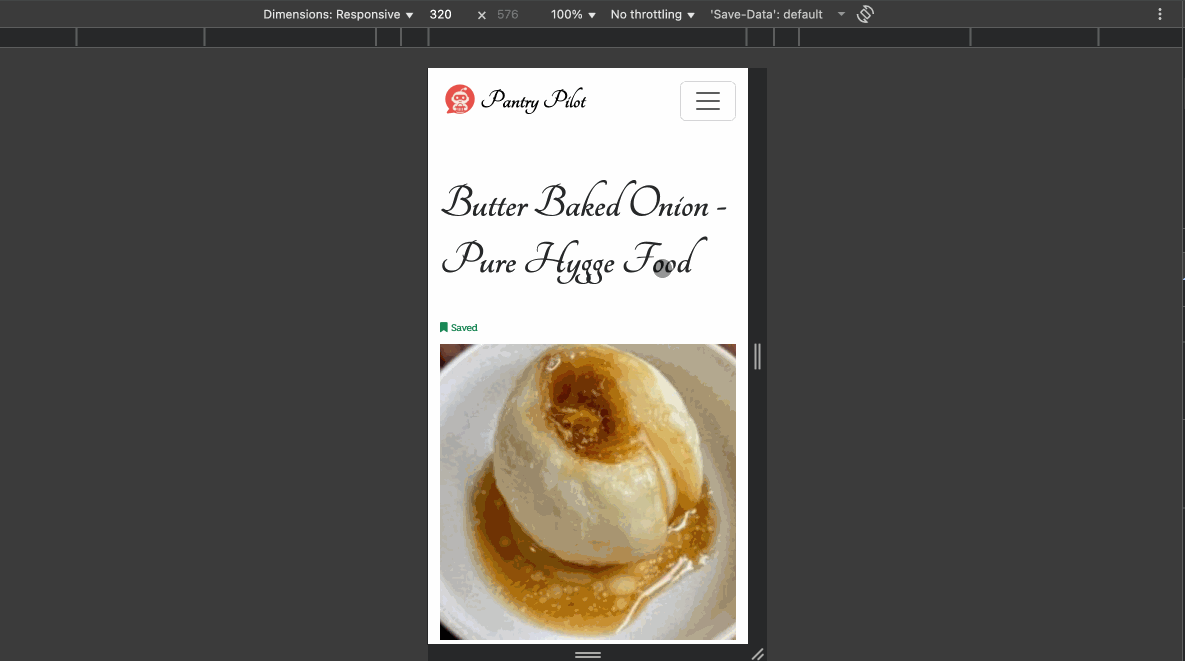 Dimensions: Responsive 320 × 576 100% No throttling 'Save-Data': default
Pantry Pilot
Butter Baked Onion -
Pure Hygge Food
Saved